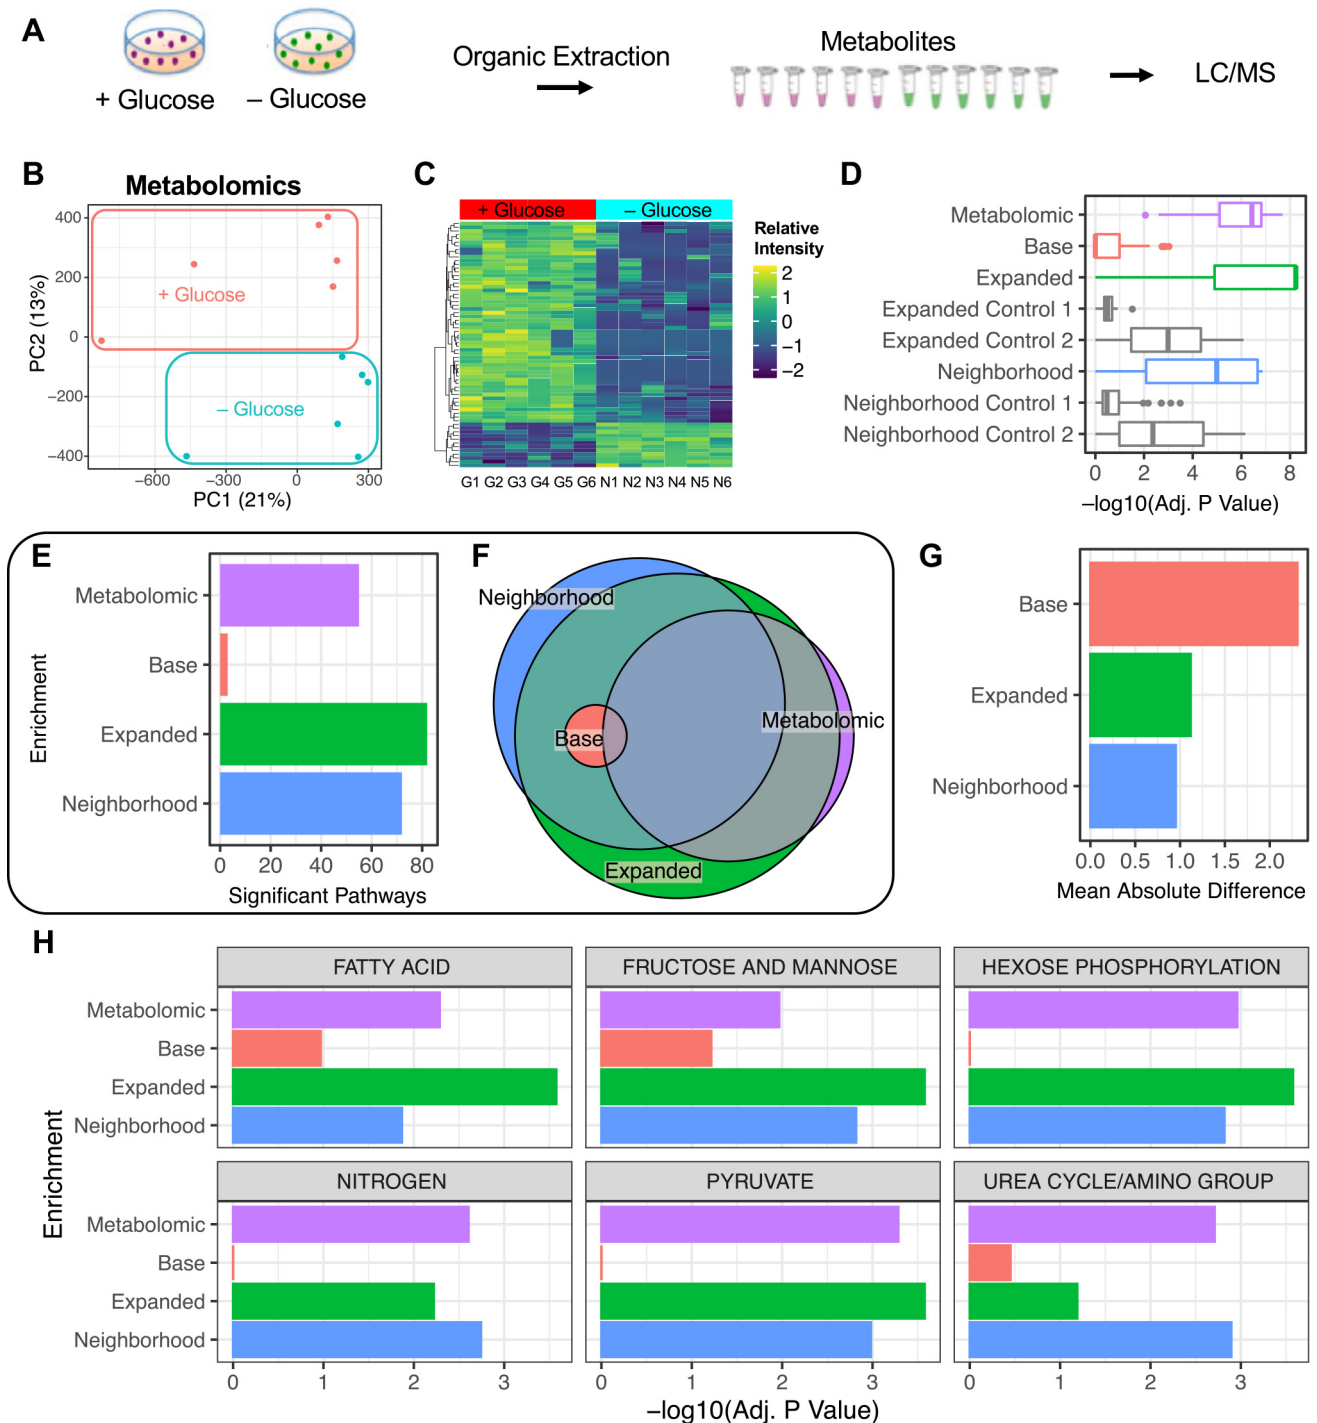 A
+ Glucose
– Glucose
Organic Extraction
Metabolites
LC/MS
B
Metabolomics
PC2 (13%)
400
200
0
−200
−400
+ Glucose
– Glucose
−600
−300
0
300
PC1 (21%)
C
+ Glucose
– Glucose
Relative
Intensity
2
1
0
−1
−2
G1 G2 G3 G4 G5 G6 N1 N2 N3 N4 N5 N6
D
Metabolomic
Base
Expanded
Expanded Control 1
Expanded Control 2
Neighborhood
Neighborhood Control 1
Neighborhood Control 2
0 2 4 6 8
−log10(Adj. P Value)
E
Enrichment
Metabolomic
Base
Expanded
Neighborhood
0 20 40 60 80
Significant Pathways
F
Neighborhood
Metabolomic
Base
Expanded
G
Base
Expanded
Neighborhood
0.0 0.5 1.0 1.5 2.0
Mean Absolute Difference
H
Enrichment
FATTY ACID
FRUCTOSE AND MANNOSE
HEXOSE PHOSPHORYLATION
Metabolomic
Base
Expanded
Neighborhood
NITROGEN
PYRUVATE
UREA CYCLE/AMINO GROUP
Metabolomic
Base
Expanded
Neighborhood
0 1 2 3
0 1 2 3
0 1 2 3
−log10(Adj. P Value)